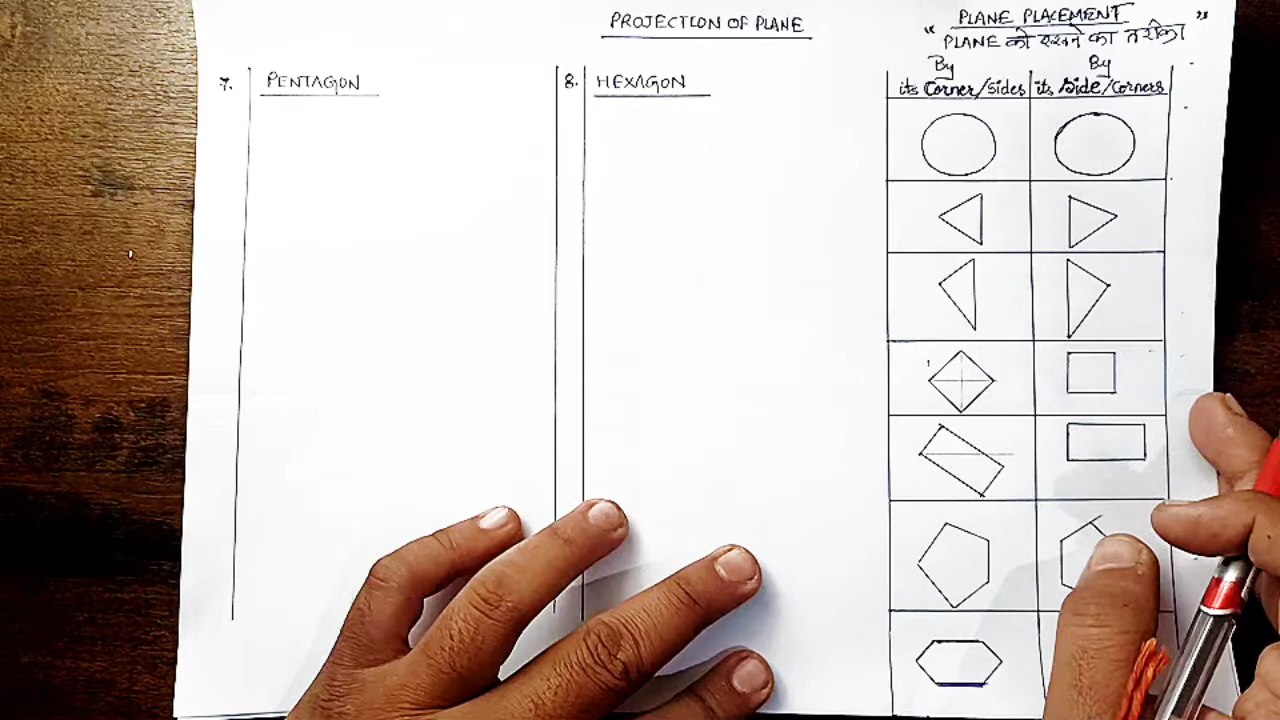 PROJECTION OF PLANE
" PLANE PLACEMENT "
PLANE को रखने का तरीका
7. PENTAGON
8. HEXAGON
By
its Corner/Sides
By
its Side/Corners